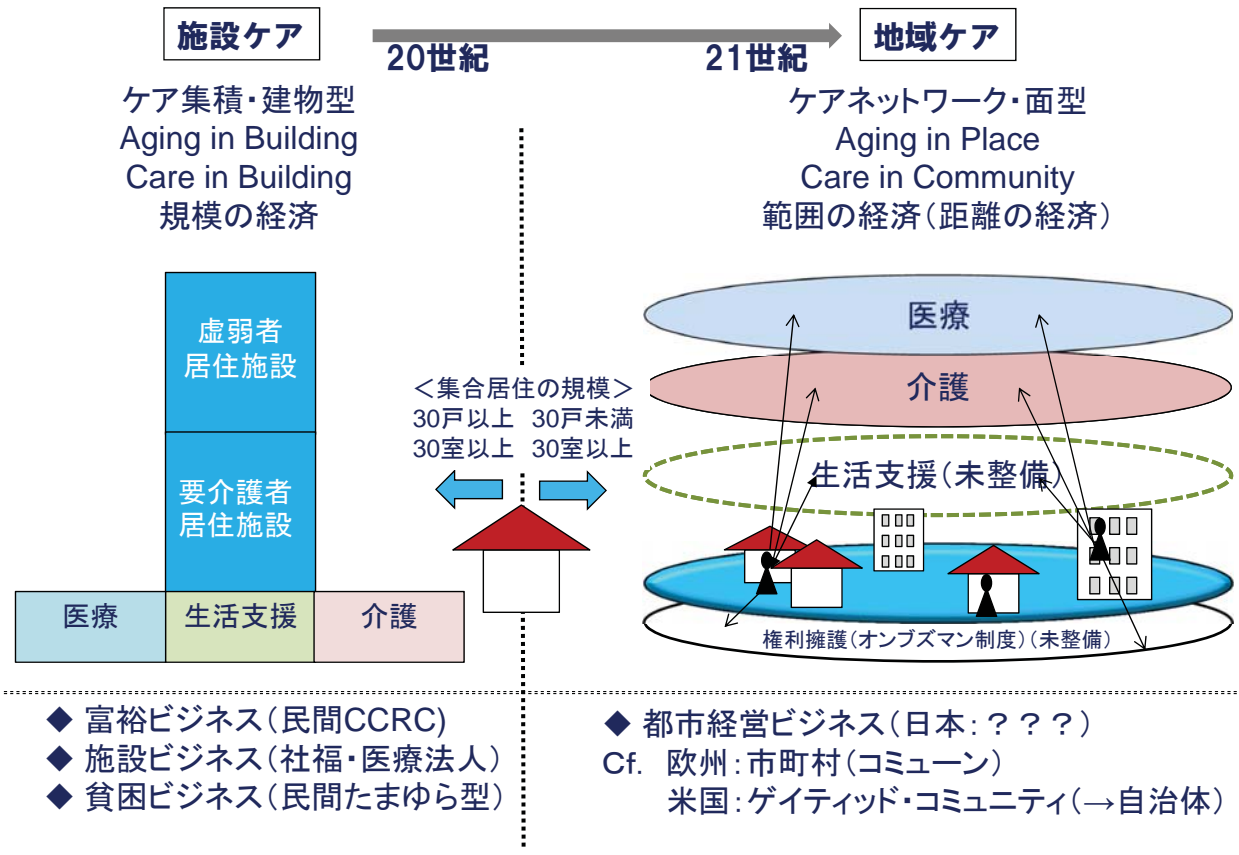 施設ケア
20世紀
21世紀
地域ケア
ケア集積・建物型
Aging in Building
Care in Building
規模の経済
ケアネットワーク・面型
Aging in Place
Care in Community
範囲の経済（距離の経済）
虚弱者
居住施設
要介護者
居住施設
医療
生活支援
介護
＜集合居住の規模＞
30戸以上 30戸未満
30室以上 30室以上
医療
介護
生活支援（未整備）
権利擁護（オンブズマン制度）（未整備）
◆ 富裕ビジネス（民間CCRC)
◆ 施設ビジネス（社福・医療法人）
◆ 貧困ビジネス（民間たまゆら型）
◆ 都市経営ビジネス（日本：？？？）
Cf. 欧州：市町村（コミューン）
米国：ゲイティッド・コミュニティ（→自治体）